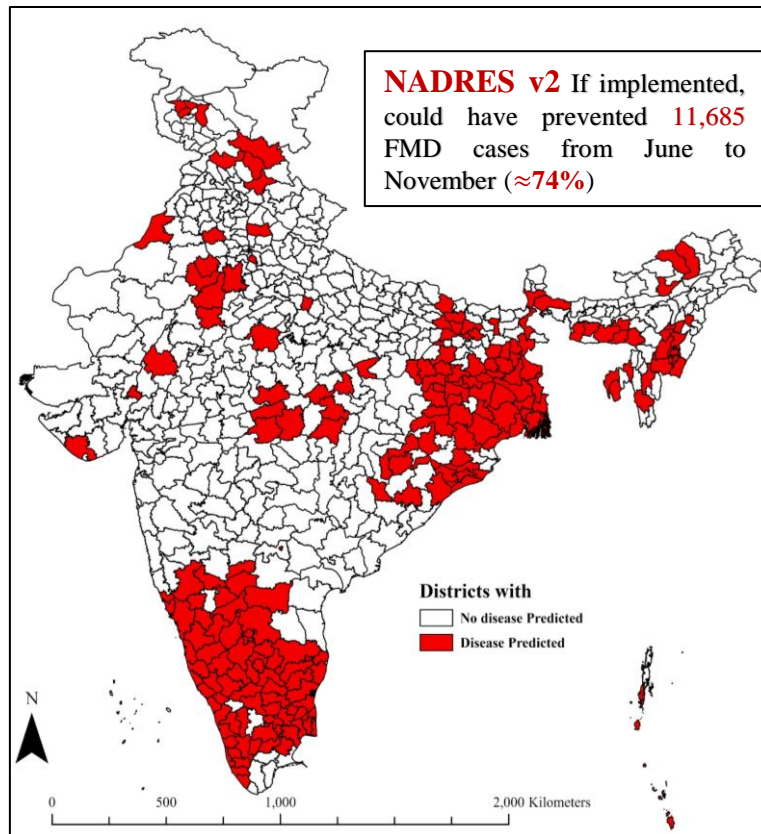 NADRES v2 If implemented,
could have prevented 11,685
FMD cases from June to
November (≈74%)
Districts with
No disease Predicted
Disease Predicted
N
0 500 1,000 2,000 Kilometers